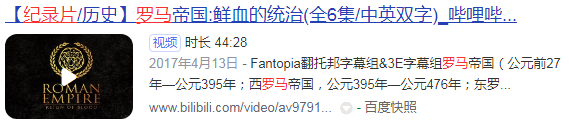 【纪录片/历史】罗马帝国:鲜血的统治(全6集/中英双字)_哔哩哔...
视频 时长 44:28
2017年4月13日 - Fantopia翻托邦字幕组&3E字幕组罗马帝国（公元前27
年—公元395年；西罗马帝国，公元395年—公元476年；东罗...
www.bilibili.com/video/av9791... - 百度快照
ROMAN
EMPIRE
REIGN OF BLOOD